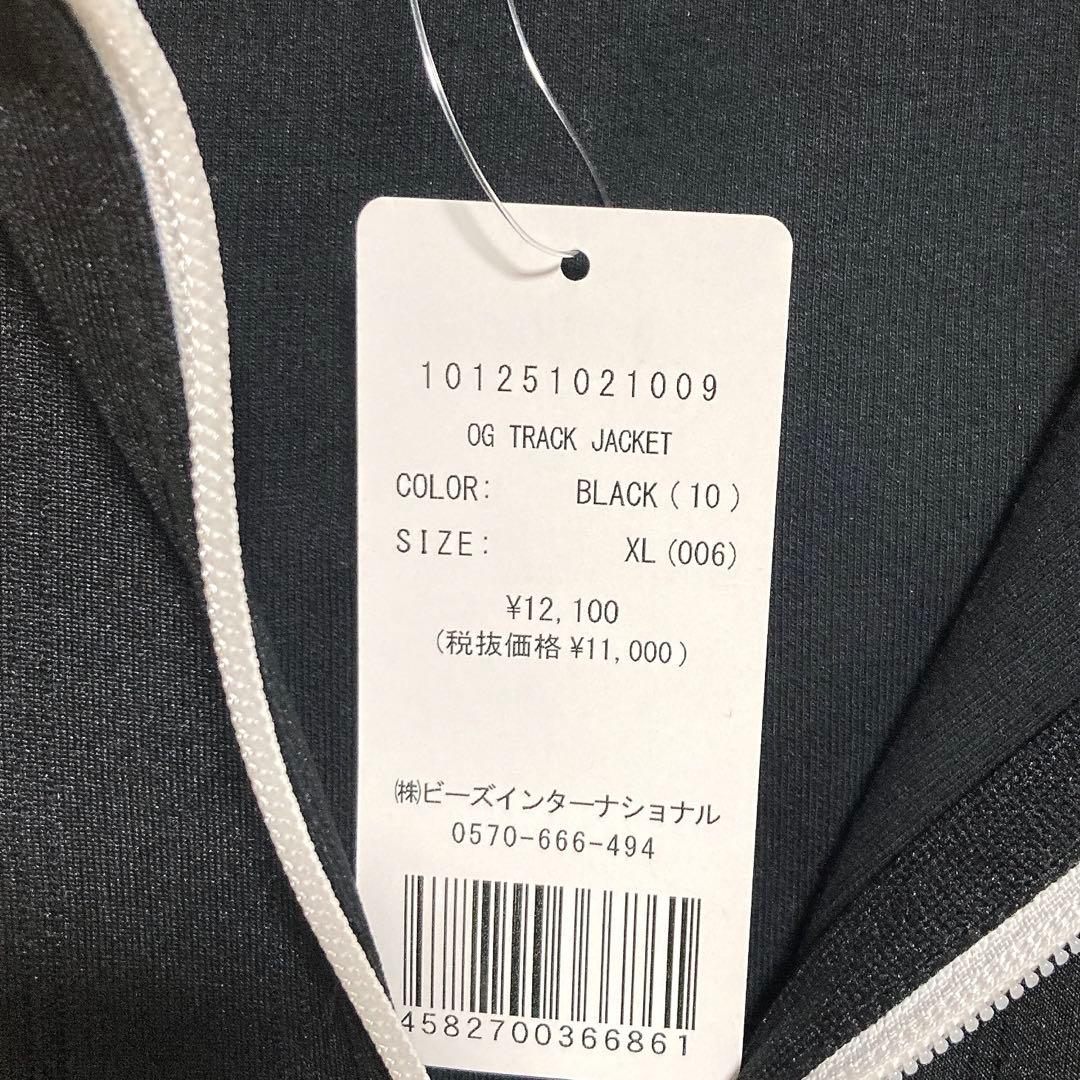 101251021009
OG TRACK JACKET
COLOR: BLACK(10)
SIZE: XL(006)
¥12,100
(税抜価格¥11,000)
㈱ビーズインターナショナル
0570-666-494
4582700366861